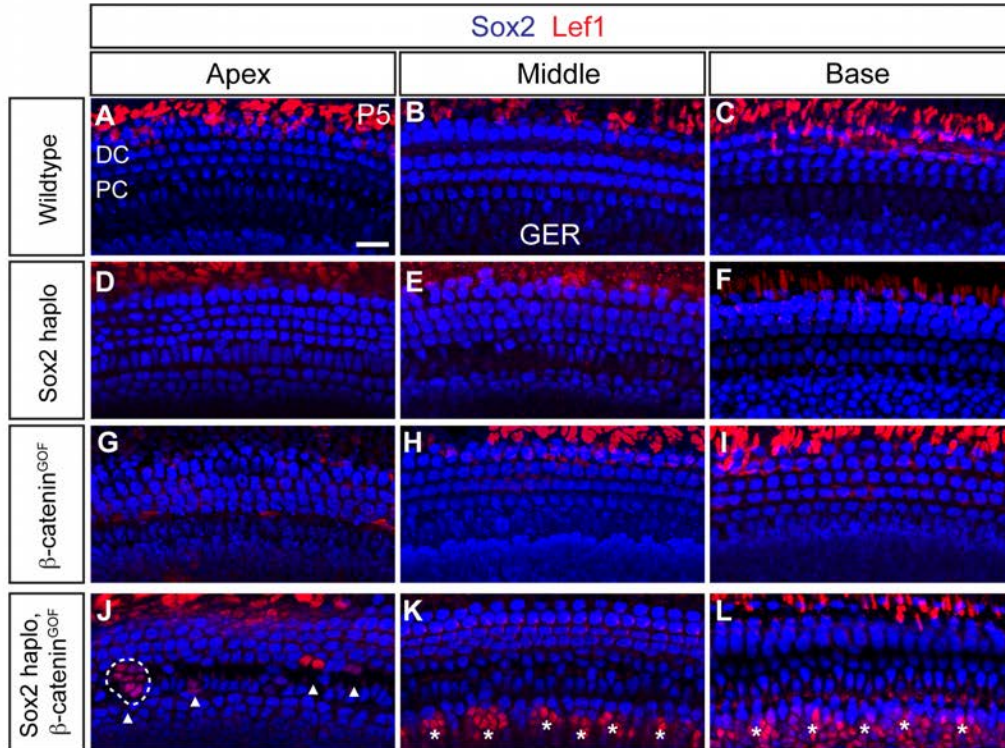 Sox2 Lef1
Apex Middle Base
Wildtype
A P5 B C
DC
PC
GER
Sox2 haplo
D E F
β-catenin^GOF
G H I
Sox2 haplo,
β-catenin^GOF
J K L
* * * * * * * * * * *